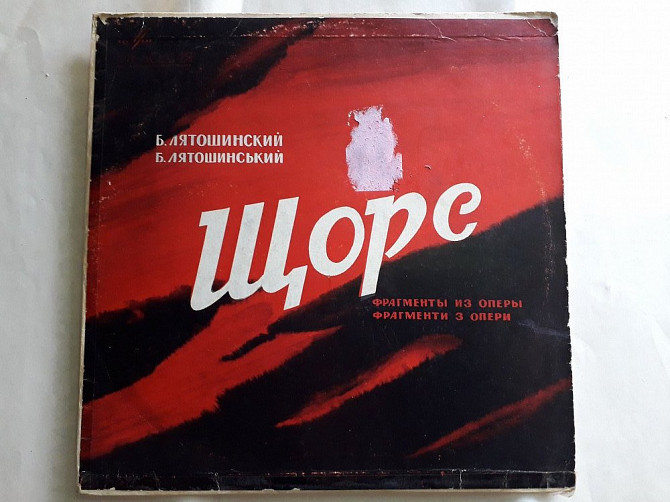 Б. ЛЯТОШИНСКИЙ
Б. ЛЯТОШИНСЬКИЙ
Щорс
ФРАГМЕНТЫ ИЗ ОПЕРЫ
ФРАГМЕНТИ З ОПЕРИ